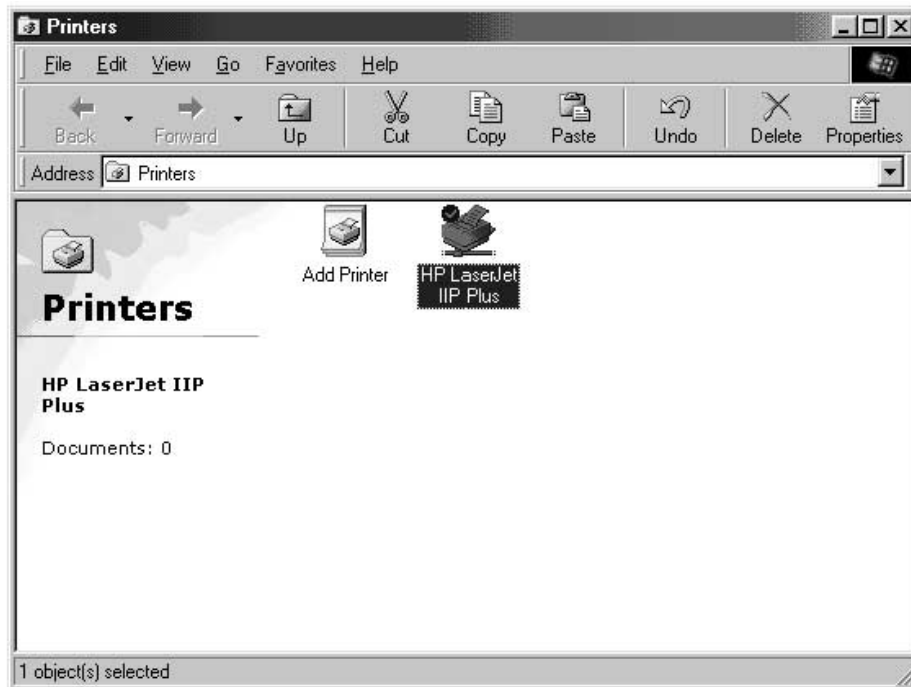 Printers
File Edit View Go Favorites Help
Back Forward Up Cut Copy Paste Undo Delete Properties
Address Printers
Add Printer
HP LaserJet
IIP Plus
Printers
HP LaserJet IIP
Plus
Documents: 0
1 object(s) selected